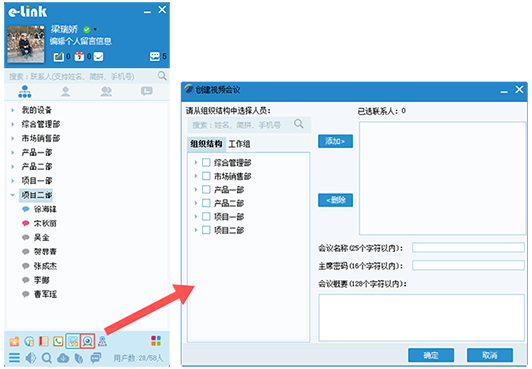 e-Link
梁瑞娇
编辑个人留言信息
0 0 5
搜索：联系人(支持姓名、简拼、手机号)
我的设备
综合管理部
市场销售部
产品一部
产品二部
项目一部
项目二部
徐海锋
宋秋丽
吴金
张成杰
李娜
曹军瑶
用户数：28/58人
创建视频会议
请从组织结构中选择人员：
已选联系人：0
搜索：姓名、简拼、手机号
组织结构 工作组
综合管理部
市场销售部
产品一部
产品二部
项目一部
项目二部
添加>
<删除
会议名称(25个字符以内)：
主席密码(16个字符以内)：
会议概要(128个字符以内)：
确定 取消